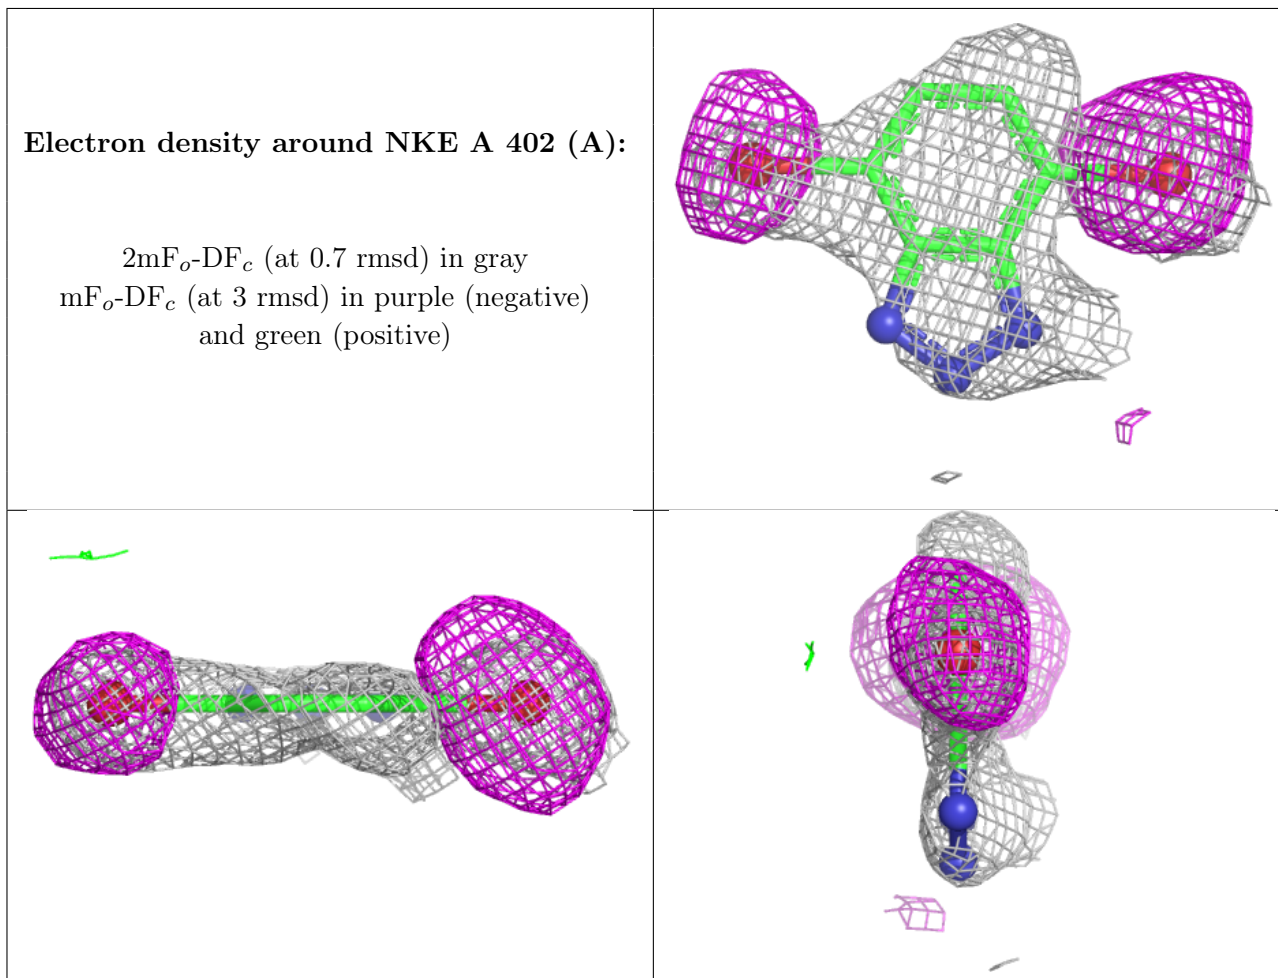 Electron density around NKE A 402 (A):
2mFₒ-DF𝒸 (at 0.7 rmsd) in gray
mFₒ-DF𝒸 (at 3 rmsd) in purple (negative)
and green (positive)